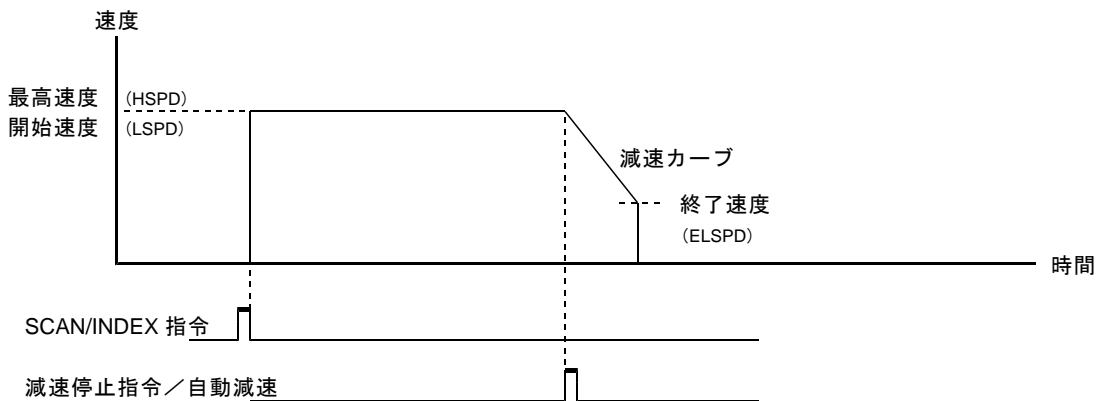 速度
最高速度 (HSPD)
開始速度 (LSPD)
減速カーブ
終了速度
(ELSPD)
時間
SCAN/INDEX 指令
減速停止指令／自動減速